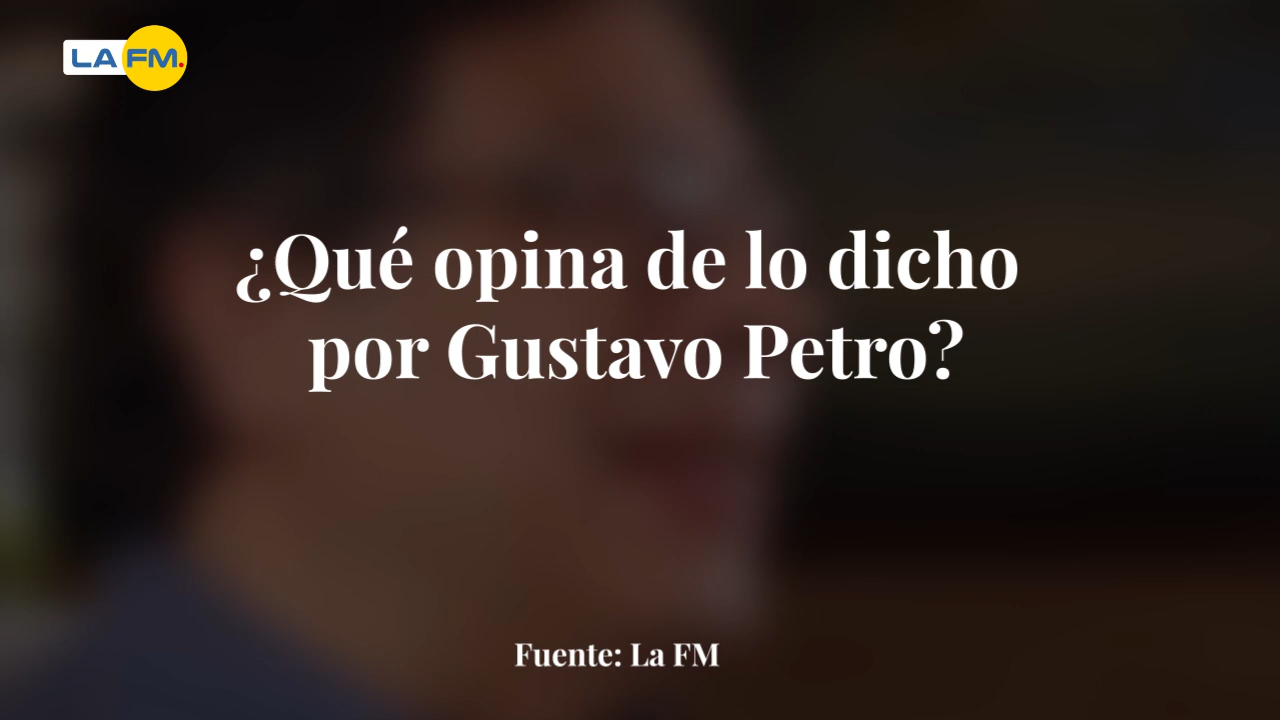 LA FM.
¿Qué opina de lo dicho
por Gustavo Petro?
Fuente: La FM